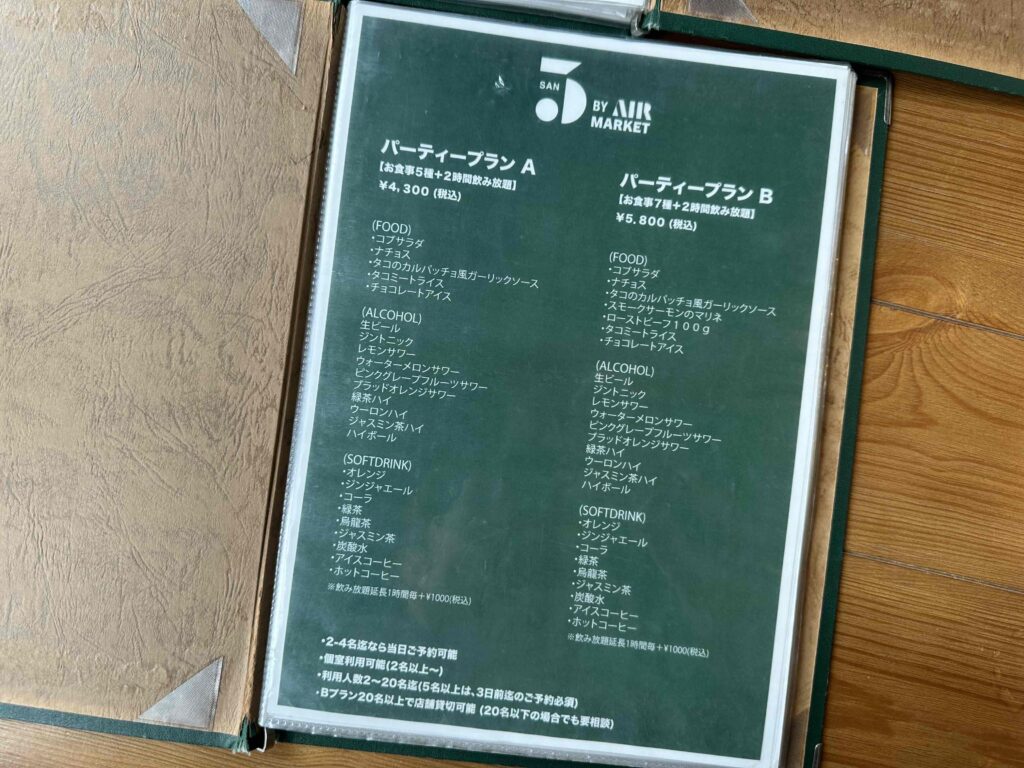 SAN
3
BY AIR
MARKET
パーティープラン A
【お食事5種+2時間飲み放題】
¥4,300 (税込)
(FOOD)
・コブサラダ
・ナチョス
・タコのカルパッチョ風ガーリックソース
・タコミートライス
・チョコレートアイス
(ALCOHOL)
生ビール
ジントニック
レモンサワー
ウォーターメロンサワー
ピンクグレープフルーツサワー
ブラッドオレンジサワー
緑茶ハイ
ウーロンハイ
ジャスミン茶ハイ
ハイボール
(SOFTDRINK)
・オレンジ
・ジンジャエール
・コーラ
・緑茶
・烏龍茶
・ジャスミン茶
・炭酸水
・アイスコーヒー
・ホットコーヒー
※飲み放題延長1時間毎+¥1000(税込)
パーティープラン B
【お食事7種+2時間飲み放題】
¥5,800 (税込)
(FOOD)
・コブサラダ
・ナチョス
・タコのカルパッチョ風ガーリックソース
・スモークサーモンのマリネ
・ローストビーフ100g
・タコミートライス
・チョコレートアイス
(ALCOHOL)
生ビール
ジントニック
レモンサワー
ウォーターメロンサワー
ピンクグレープフルーツサワー
ブラッドオレンジサワー
緑茶ハイ
ウーロンハイ
ジャスミン茶ハイ
ハイボール
(SOFTDRINK)
・オレンジ
・ジンジャエール
・コーラ
・緑茶
・烏龍茶
・ジャスミン茶
・炭酸水
・アイスコーヒー
・ホットコーヒー
※飲み放題延長1時間毎+¥1000(税込)
・2-4名迄なら当日ご予約可能
・個室利用可能(2名以上〜)
・利用人数2〜20名迄(5名以上は、3日前迄のご予約必須)
・Bプラン20名以上で店舗貸切可能 (20名以下の場合でも要相談)